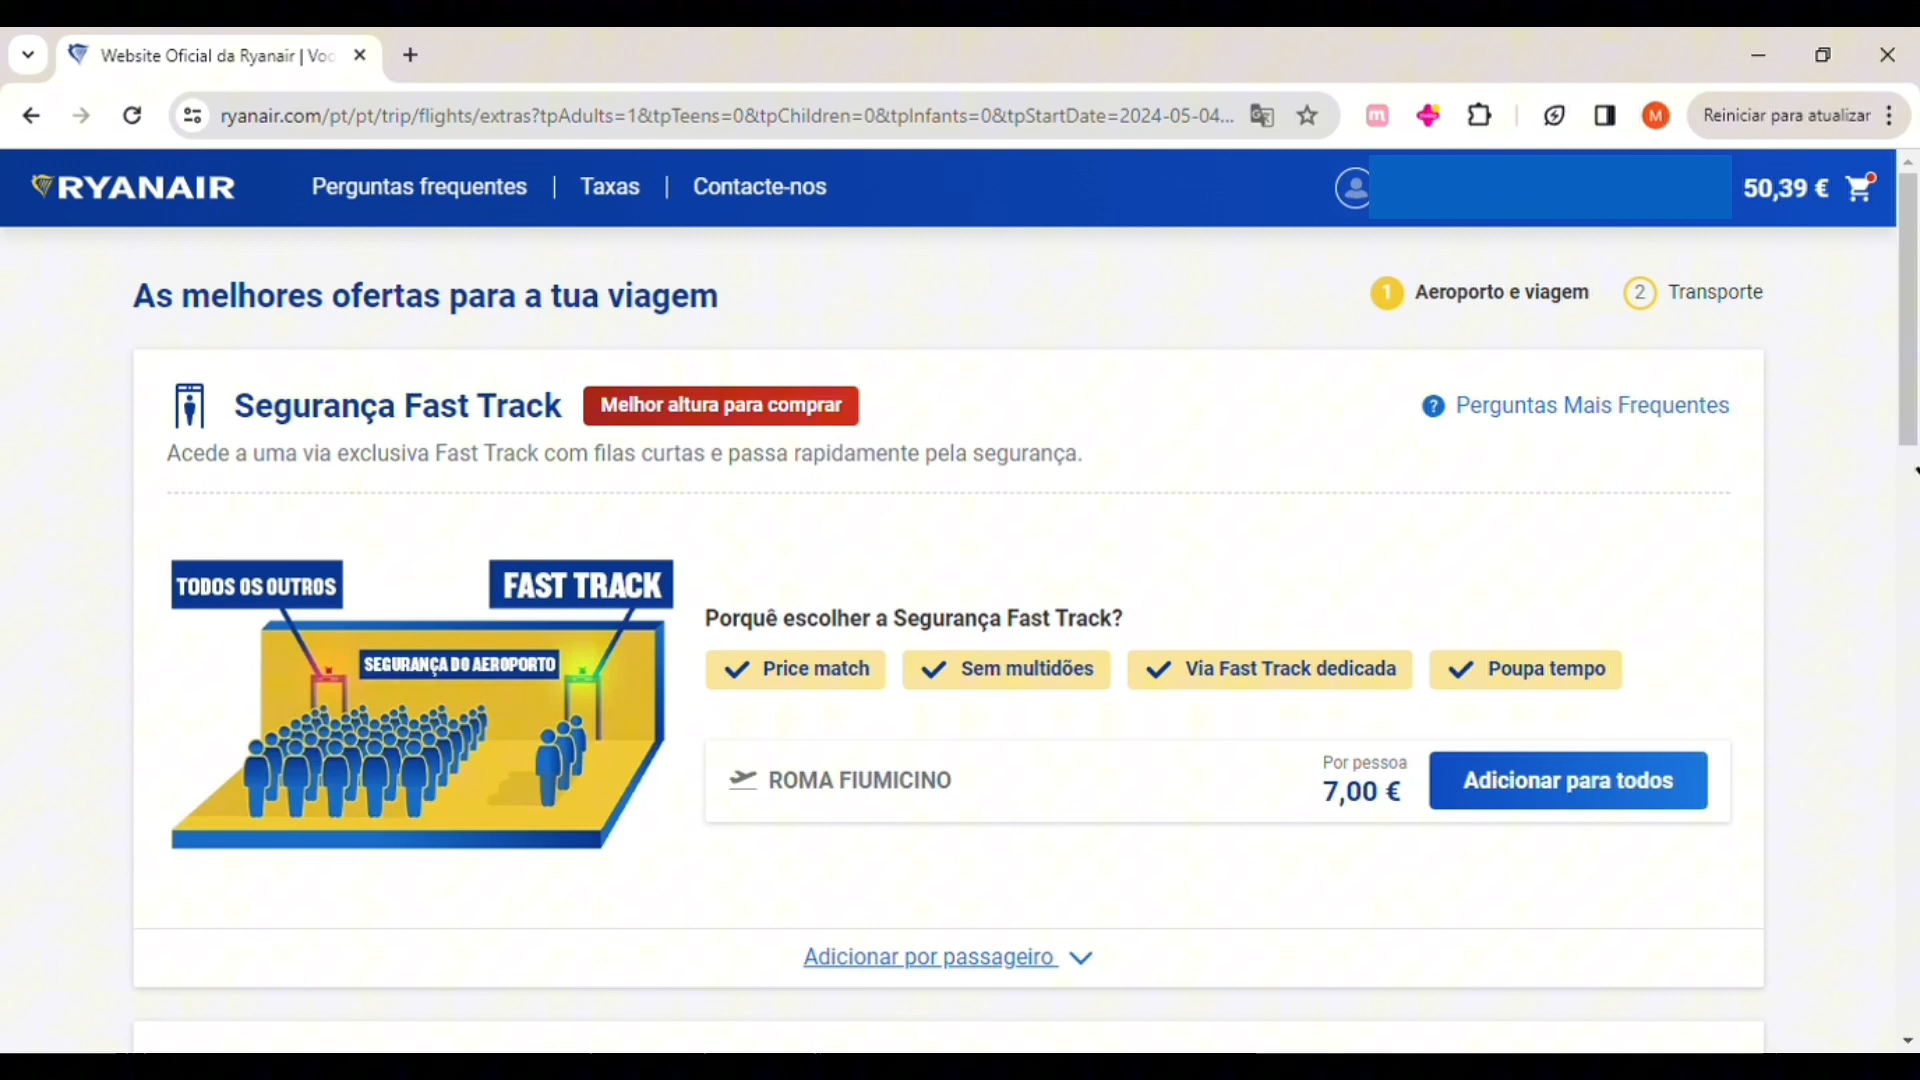 Website Oficial da Ryanair | Voc
ryanair.com/pt/pt/trip/flights/extras?tpAdults=1&tpTeens=0&tpChildren=0&tpInfants=0&tpStartDate=2024-05-04...
m
M
Reiniciar para atualizar
RYANAIR
Perguntas frequentes | Taxas | Contacte-nos
50,39 €
As melhores ofertas para a tua viagem
1 Aeroporto e viagem
2 Transporte
Segurança Fast Track
Melhor altura para comprar
? Perguntas Mais Frequentes
Acede a uma via exclusiva Fast Track com filas curtas e passa rapidamente pela segurança.
TODOS OS OUTROS
FAST TRACK
SEGURANÇA DO AEROPORTO
Porquê escolher a Segurança Fast Track?
Price match
Sem multidões
Via Fast Track dedicada
Poupa tempo
ROMA FIUMICINO
Por pessoa
7,00 €
Adicionar para todos
Adicionar por passageiro